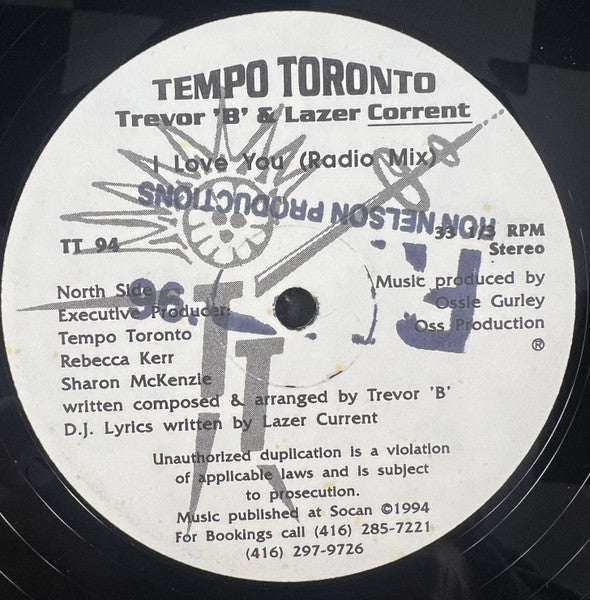 TEMPO TORONTO
Trevor 'B' & Lazer Corrent
I Love You (Radio Mix)
RON NELSON PRODUCTIONS
TT 94
33 1/3 RPM
Stereo
North Side
Executive Producer:
Tempo Toronto
Rebecca Kerr
Sharon McKenzie
Music produced by
Ossie Gurley
Oss Production
®
written composed & arranged by Trevor 'B'
D.J. Lyrics written by Lazer Current
Unauthorized duplication is a violation
of applicable laws and is subject
to prosecution.
Music published at Socan ©1994
For Bookings call (416) 285-7221
(416) 297-9726
TT